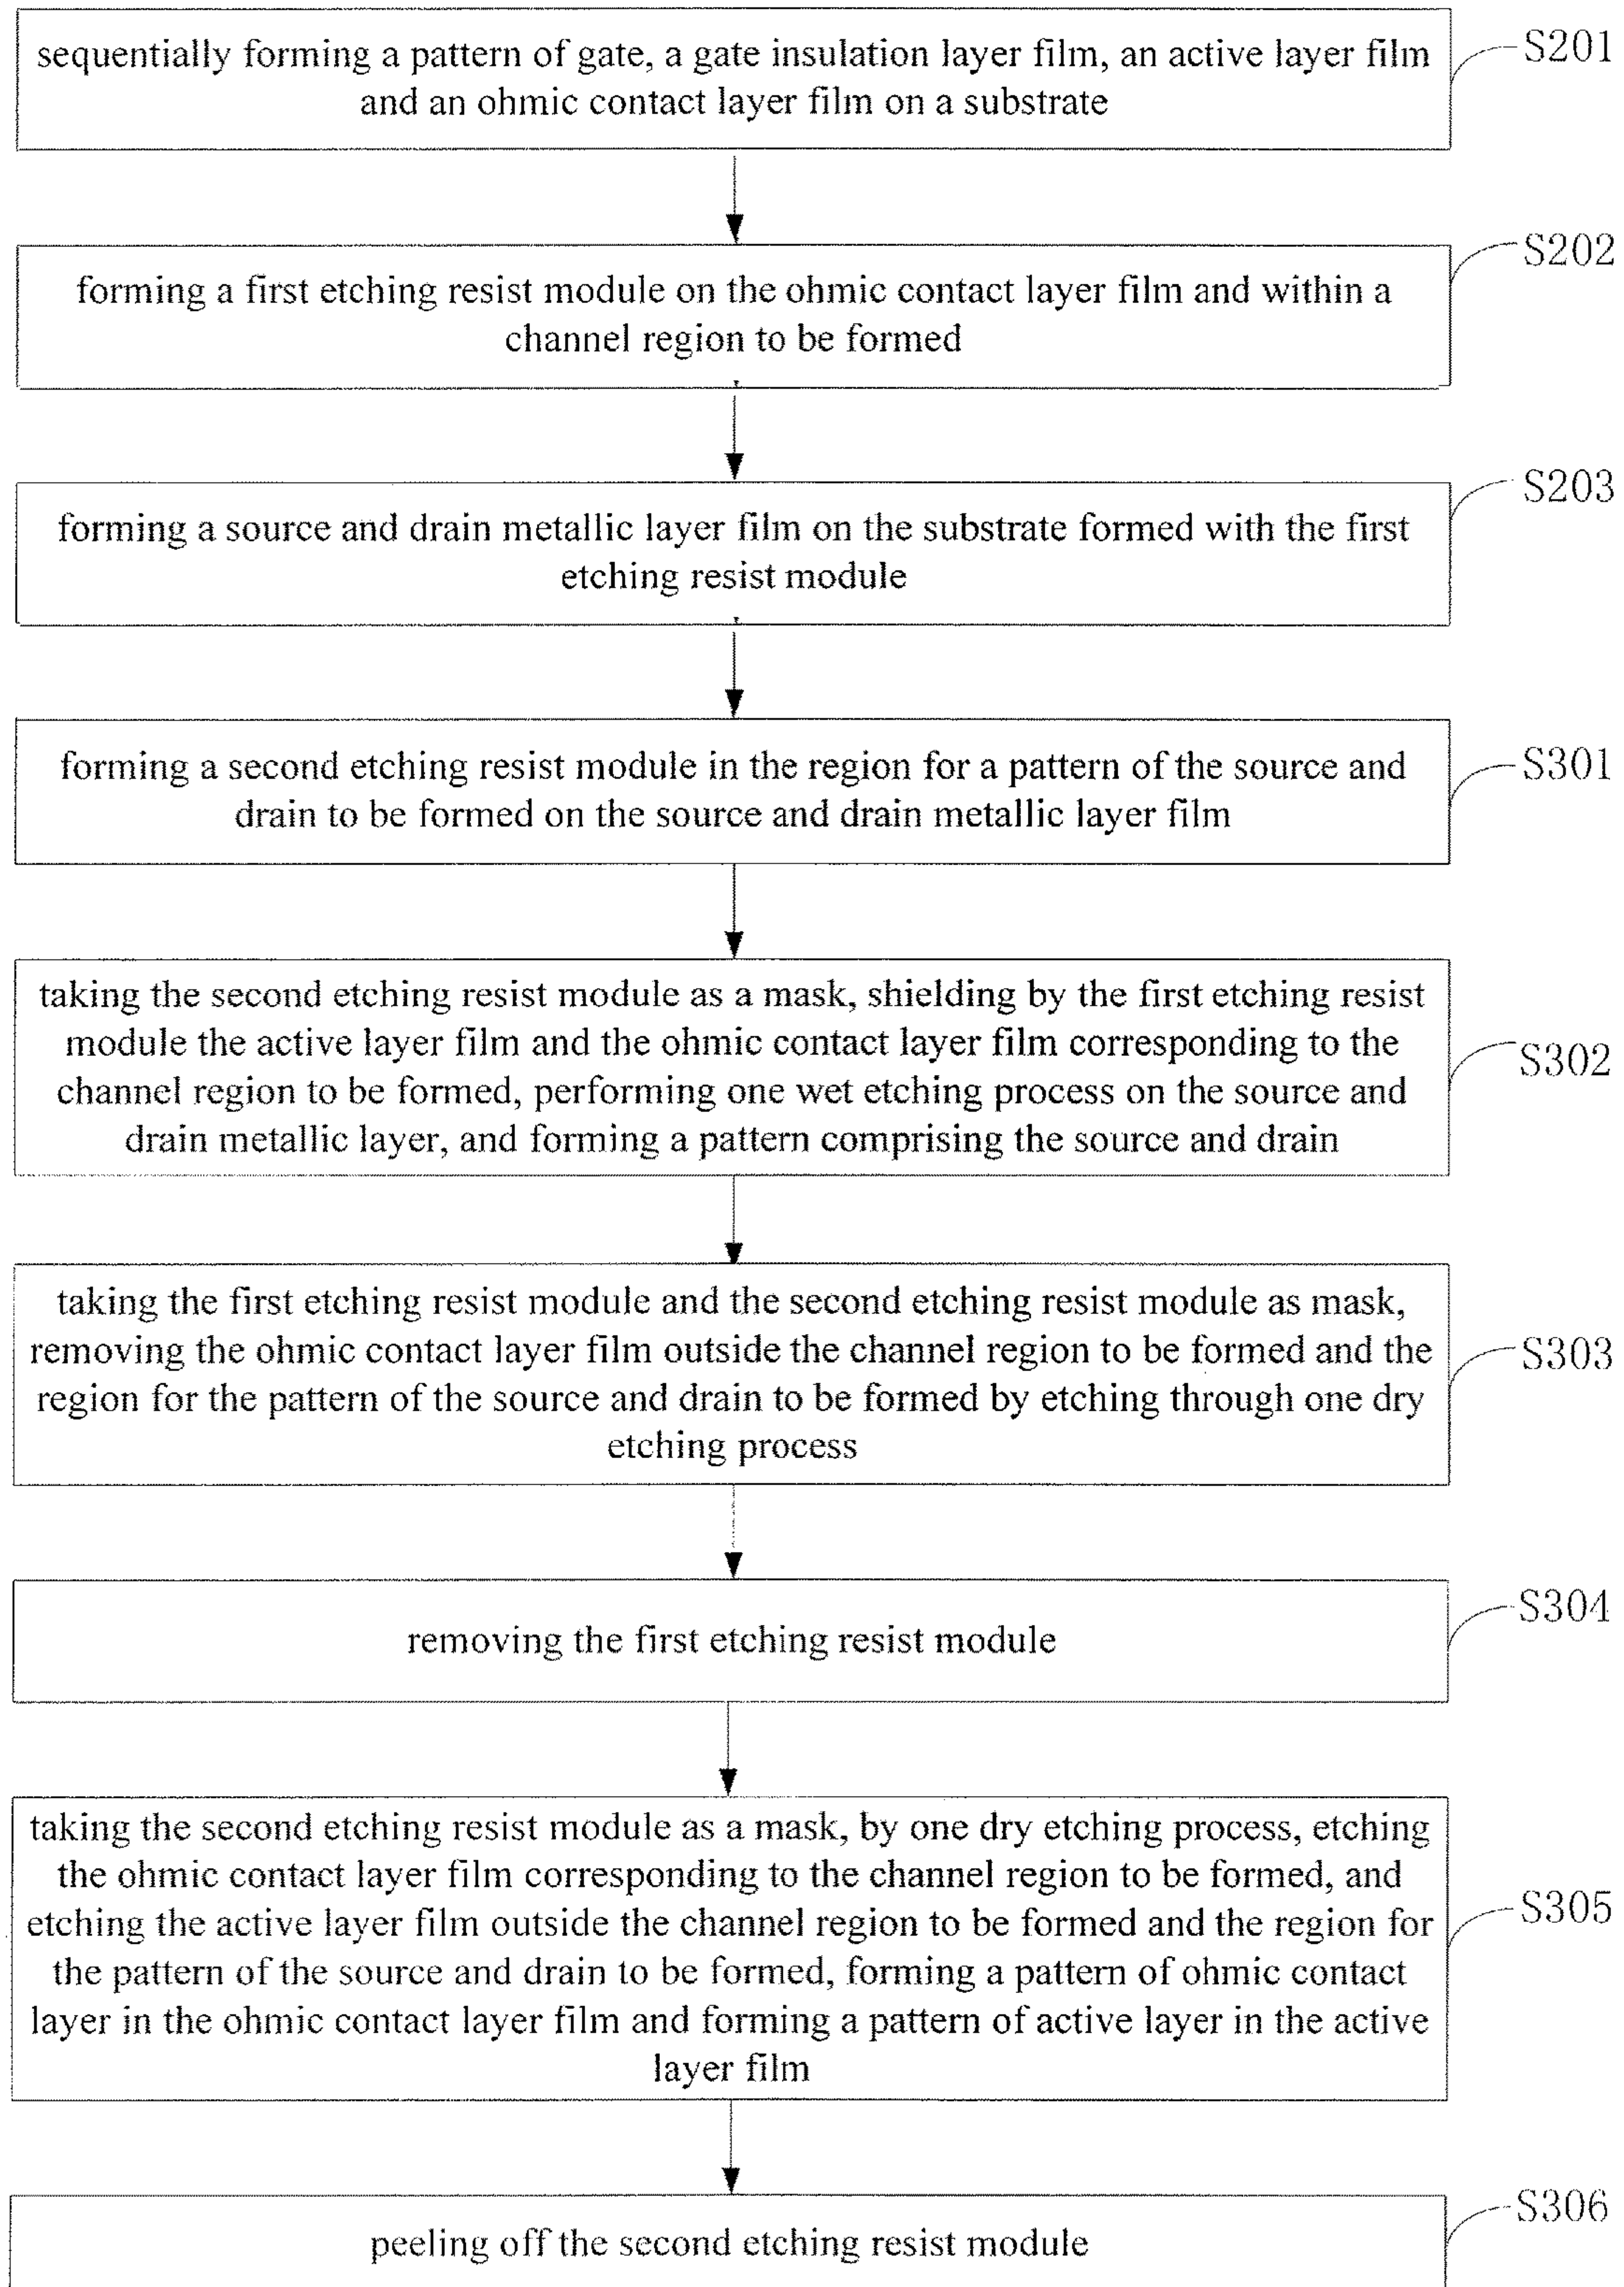 sequentially forming a pattern of gate, a gate insulation layer film, an active layer film
and an ohmic contact layer film on a substrate
S201
forming a first etching resist module on the ohmic contact layer film and within a
channel region to be formed
S202
forming a source and drain metallic layer film on the substrate formed with the first
etching resist module
S203
forming a second etching resist module in the region for a pattern of the source and
drain to be formed on the source and drain metallic layer film
S301
taking the second etching resist module as a mask, shielding by the first etching resist
module the active layer film and the ohmic contact layer film corresponding to the
channel region to be formed, performing one wet etching process on the source and
drain metallic layer, and forming a pattern comprising the source and drain
S302
taking the first etching resist module and the second etching resist module as mask,
removing the ohmic contact layer film outside the channel region to be formed and the
region for the pattern of the source and drain to be formed by etching through one dry
etching process
S303
removing the first etching resist module
S304
taking the second etching resist module as a mask, by one dry etching process, etching
the ohmic contact layer film corresponding to the channel region to be formed, and
etching the active layer film outside the channel region to be formed and the region for
the pattern of the source and drain to be formed, forming a pattern of ohmic contact
layer in the ohmic contact layer film and forming a pattern of active layer in the active
layer film
S305
peeling off the second etching resist module
S306